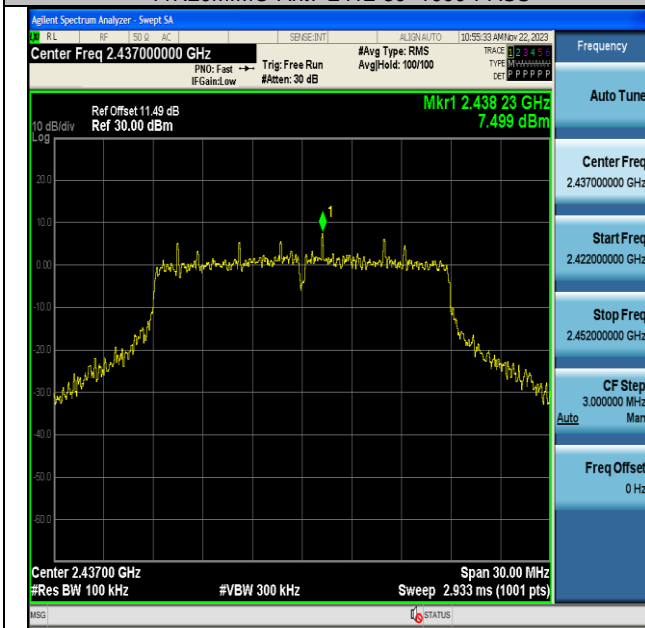 Agilent Spectrum Analyzer - Swept SA
RL RF 50 Ω AC SENSE:INT ALIGN AUTO 10:55:33 AM Nov 22, 2023
Center Freq 2.437000000 GHz
#Avg Type: RMS
TRACE 1 2 3 4 5 6
PNO: Fast
Trig: Free Run
Avg|Hold: 100/100
TYPE M
IFGain:Low
#Atten: 30 dB
DET P P P P P P
Ref Offset 11.49 dB
Mkr1 2.438 23 GHz
10 dB/div
Ref 30.00 dBm
7.499 dBm
Log
20.0
10.0
1
0.00
-10.0
-20.0
-30.0
-40.0
-50.0
-60.0
Center 2.43700 GHz
Span 30.00 MHz
#Res BW 100 kHz
#VBW 300 kHz
Sweep 2.933 ms (1001 pts)
MSG
STATUS
Frequency
Auto Tune
Center Freq
2.437000000 GHz
Start Freq
2.422000000 GHz
Stop Freq
2.452000000 GHz
CF Step
3.000000 MHz
Auto Man
Freq Offset
0 Hz